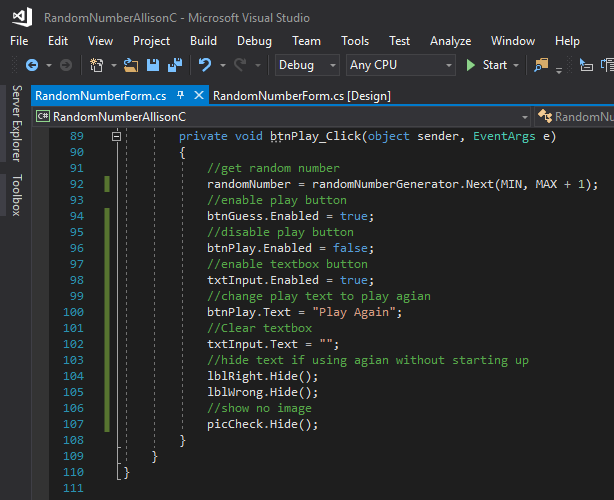 RandomNumberAllisonC - Microsoft Visual Studio
File Edit View Project Build Debug Team Tools Test Analyze Window Help
Debug Any CPU Start
Server Explorer
Toolbox
RandomNumberForm.cs RandomNumberForm.cs [Design]
C# RandomNumberAllisonC RandomNu
89 private void btnPlay_Click(object sender, EventArgs e)
90 {
91 //get random number
92 randomNumber = randomNumberGenerator.Next(MIN, MAX + 1);
93 //enable play button
94 btnGuess.Enabled = true;
95 //disable play button
96 btnPlay.Enabled = false;
97 //enable textbox button
98 txtInput.Enabled = true;
99 //change play text to play agian
100 btnPlay.Text = "Play Again";
101 //Clear textbox
102 txtInput.Text = "";
103 //hide text if using agian without starting up
104 lblRight.Hide();
105 lblWrong.Hide();
106 //show no image
107 picCheck.Hide();
108 }
109 }
110 }
111